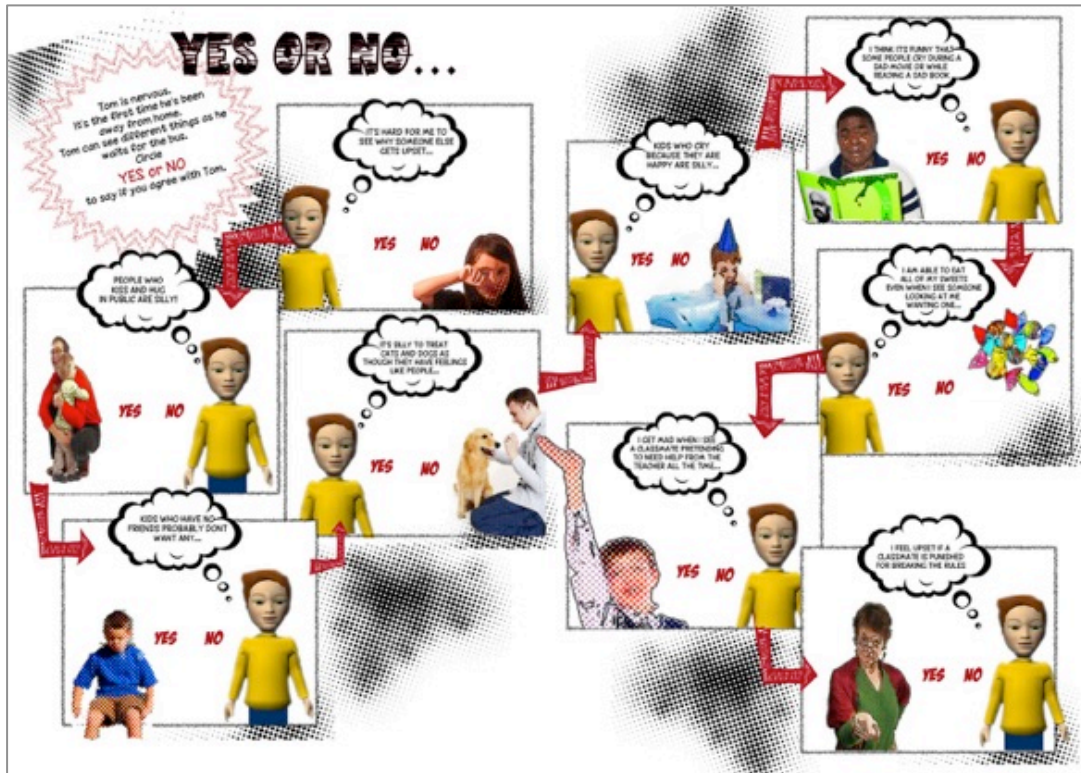 YES OR NO...
Tom is nervous.
It's the first time he's been
away from home.
Tom can see different things as he
waits for the bus.
Circle
YES or NO
to say if you agree with Tom.
IT'S HARD FOR ME TO
SEE WHY SOMEONE ELSE
GETS UPSET...
YES NO
PEOPLE WHO
KISS AND HUG
IN PUBLIC ARE SILLY!
YES NO
KIDS WHO HAVE NO
FRIENDS PROBABLY DON'T
WANT ANY...
YES NO
IT'S SILLY TO TREAT
CATS AND DOGS AS
THOUGH THEY HAVE FEELINGS
LIKE PEOPLE...
YES NO
KIDS WHO CRY
BECAUSE THEY ARE
HAPPY ARE SILLY...
YES NO
I THINK IT'S FUNNY THAT
SOME PEOPLE CRY DURING A
SAD MOVIE OR WHILE
READING A SAD BOOK
YES NO
I AM ABLE TO EAT
ALL OF MY SWEETS
EVEN WHEN I SEE SOMEONE
LOOKING AT ME
WANTING ONE...
YES NO
I GET MAD WHEN I SEE
A CLASSMATE PRETENDING
TO NEED HELP FROM THE
TEACHER ALL THE TIME...
YES NO
I FEEL UPSET IF A
CLASSMATE IS PUNISHED
FOR BREAKING THE RULES
YES NO